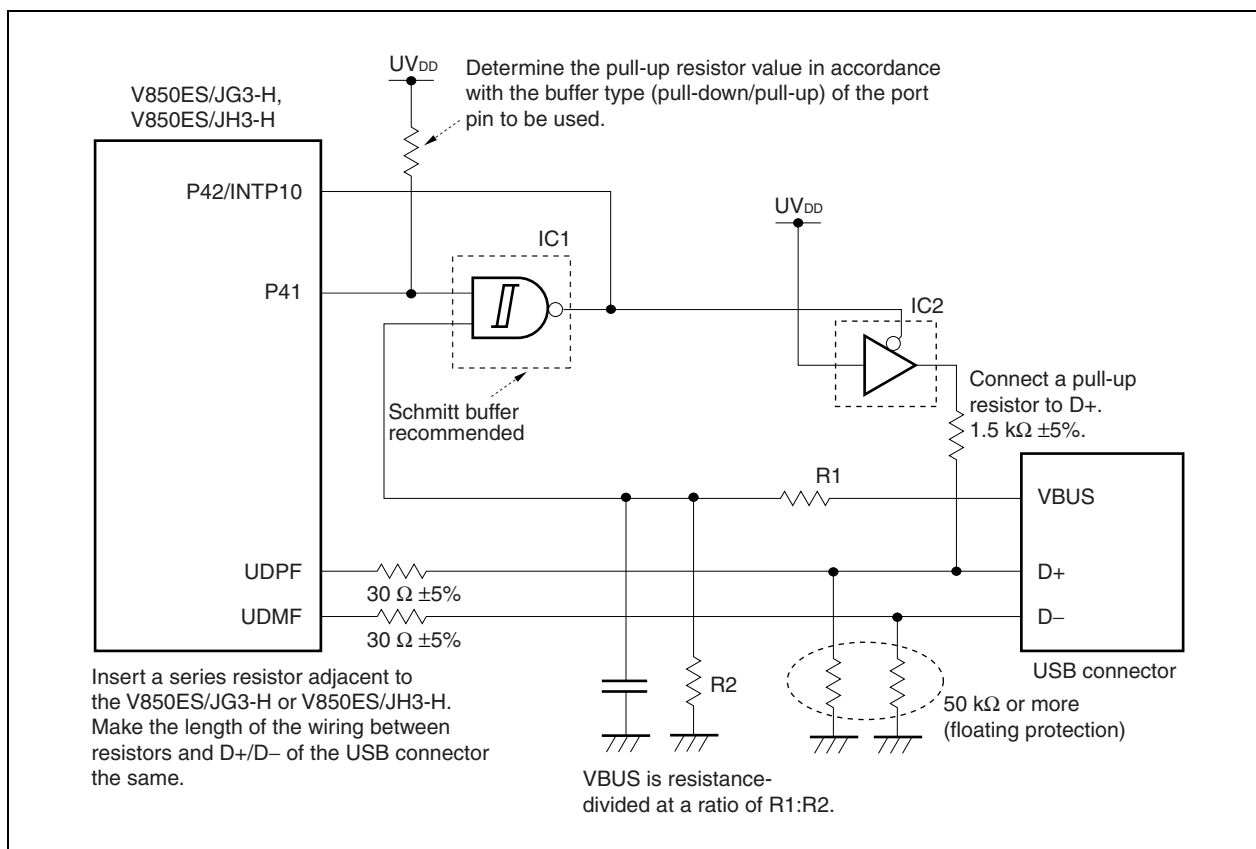 UVDD
Determine the pull-up resistor value in accordance
with the buffer type (pull-down/pull-up) of the port
pin to be used.
V850ES/JG3-H,
V850ES/JH3-H
P42/INTP10
UVDD
IC1
P41
IC2
Schmitt buffer
recommended
Connect a pull-up
resistor to D+.
1.5 kΩ ±5%.
R1
VBUS
UDPF
30 Ω ±5%
D+
UDMF
30 Ω ±5%
D−
USB connector
Insert a series resistor adjacent to
the V850ES/JG3-H or V850ES/JH3-H.
Make the length of the wiring between
resistors and D+/D− of the USB connector
the same.
R2
50 kΩ or more
(floating protection)
VBUS is resistance-
divided at a ratio of R1:R2.